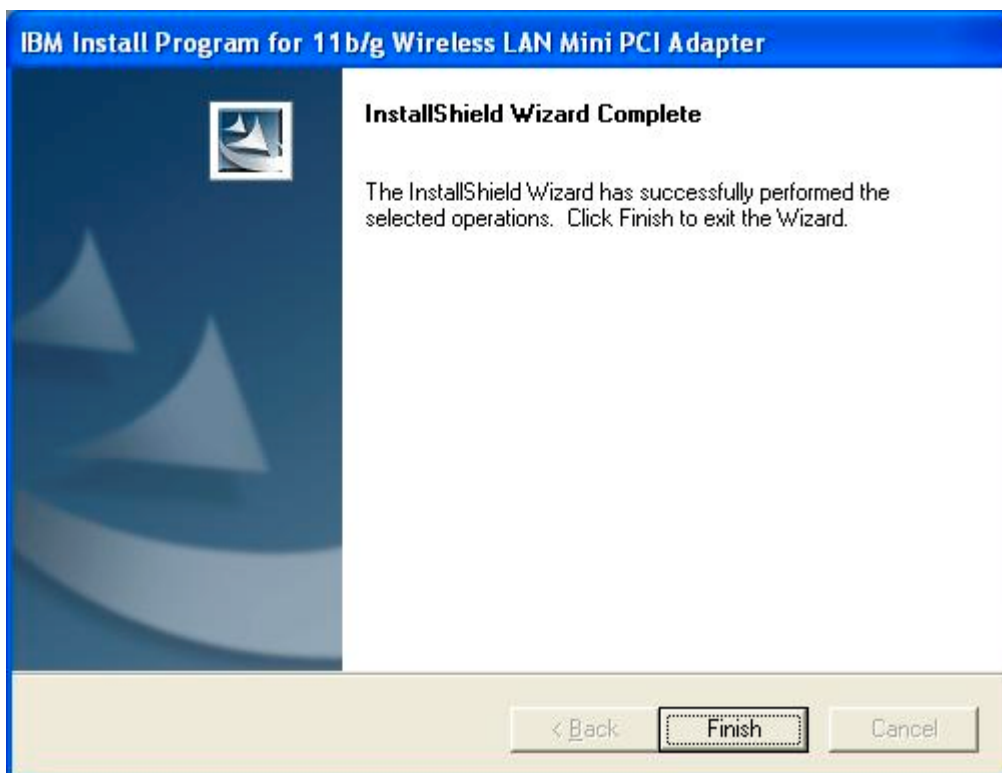 IBM Install Program for 11b/g Wireless LAN Mini PCI Adapter
InstallShield Wizard Complete
The InstallShield Wizard has successfully performed the
selected operations.  Click Finish to exit the Wizard.
< Back
Finish
Cancel